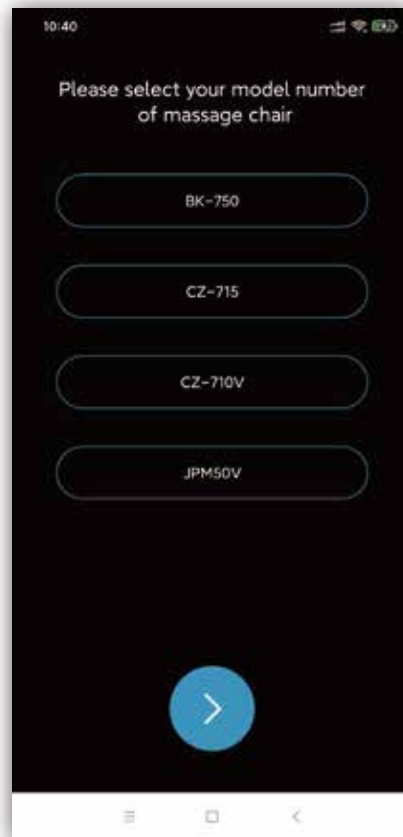 10:40
Please select your model number
of massage chair
BK-750
CZ-715
CZ-710V
JPM50V